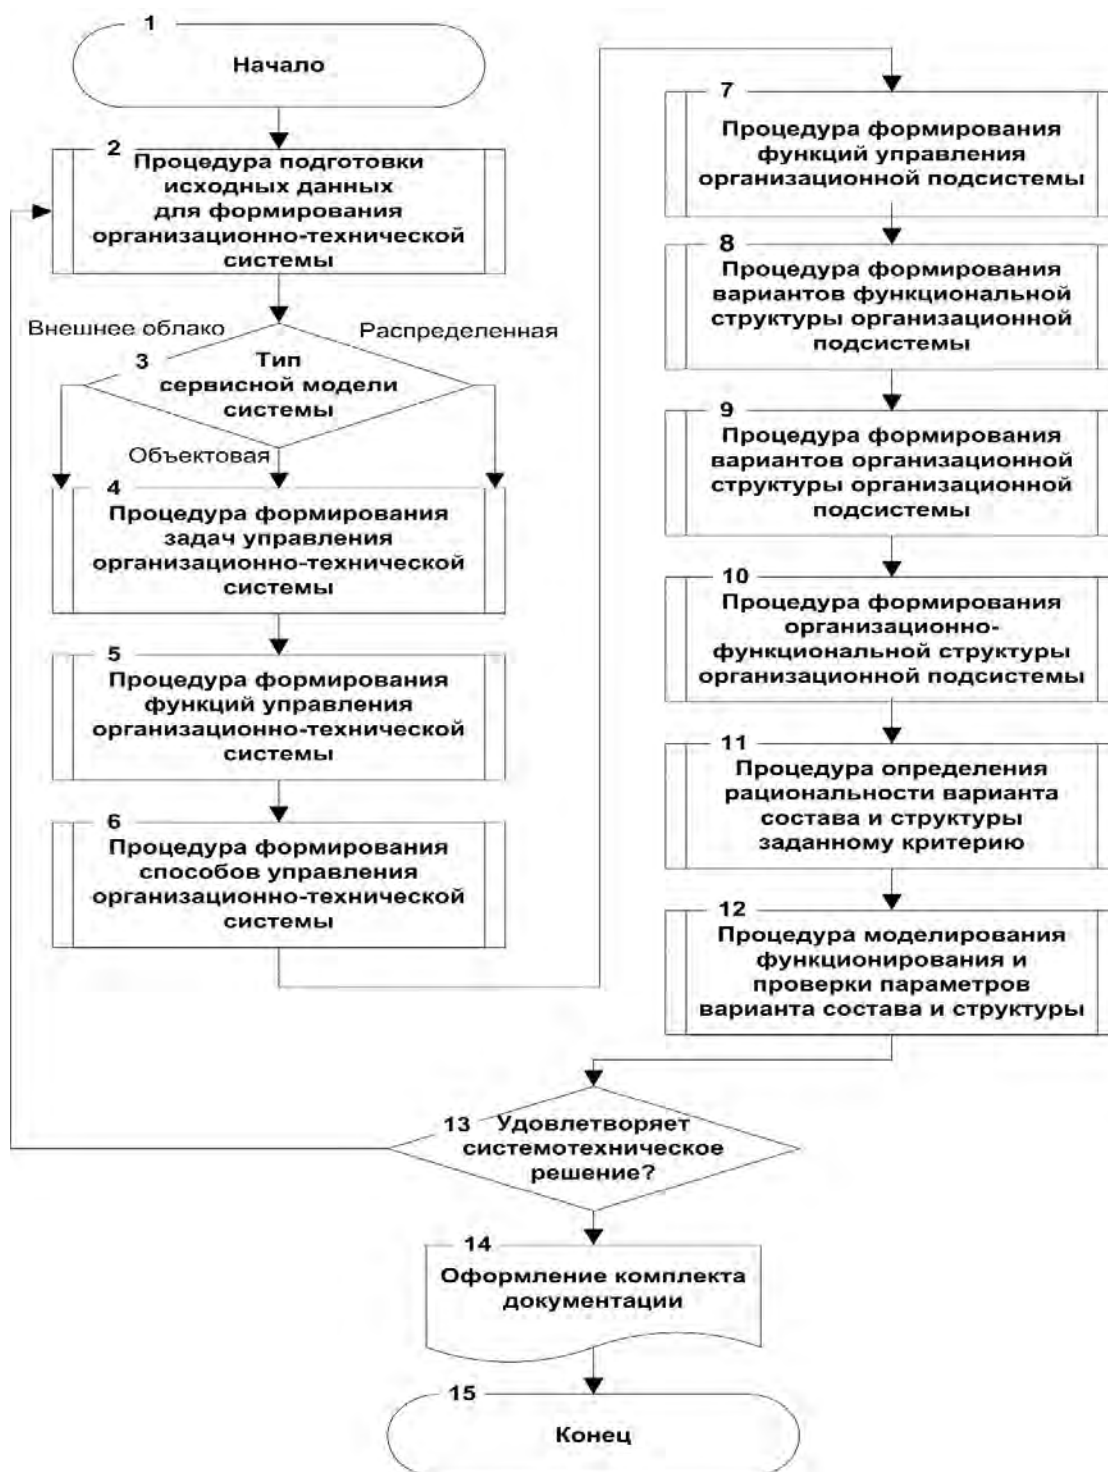 1
Начало
2
Процедура подготовки
исходных данных
для формирования
организационно-технической
системы
Внешнее облако
Распределенная
3
Тип
сервисной модели
системы
Объектовая
4
Процедура формирования
задач управления
организационно-технической
системы
5
Процедура формирования
функций управления
организационно-технической
системы
6
Процедура формирования
способов управления
организационно-технической
системы
7
Процедура формирования
функций управления
организационной подсистемы
8
Процедура формирования
вариантов функциональной
структуры организационной
подсистемы
9
Процедура формирования
вариантов организационной
структуры организационной
подсистемы
10
Процедура формирования
организационно-
функциональной структуры
организационной подсистемы
11
Процедура определения
рациональности варианта
состава и структуры
заданному критерию
12
Процедура моделирования
функционирования и
проверки параметров
варианта состава и структуры
13
Удовлетворяет
системотехническое
решение?
14
Оформление комплекта
документации
15
Конец